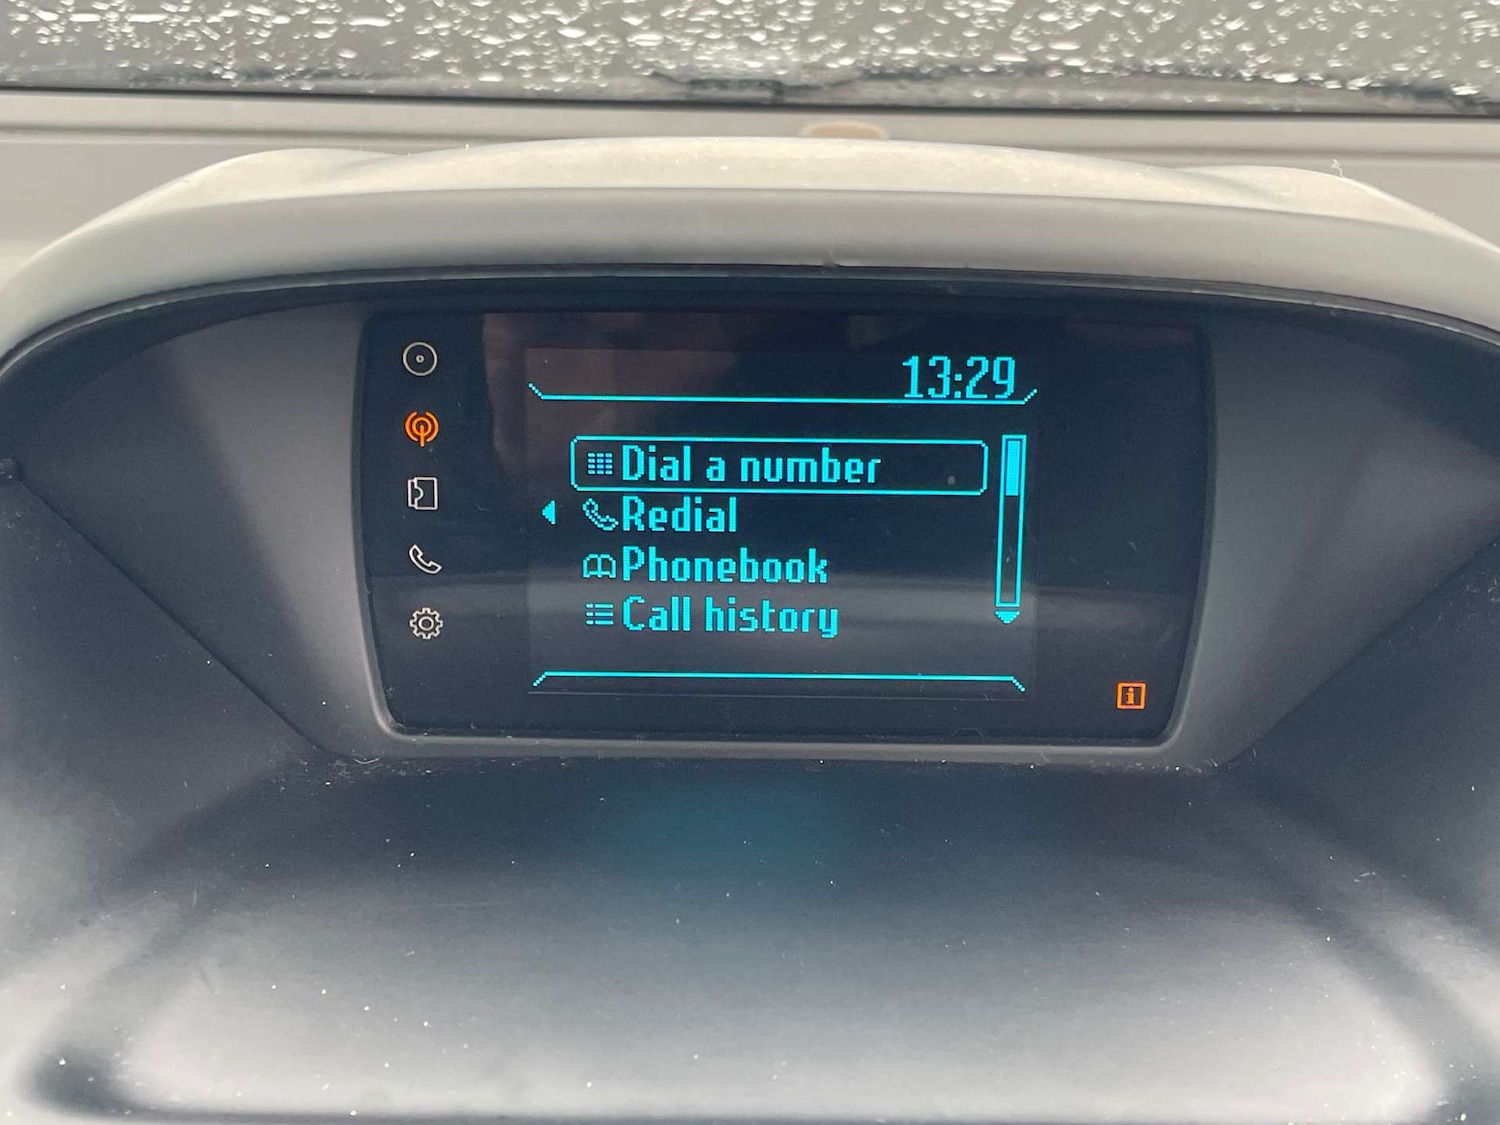 13:29
Dial a number
Redial
Phonebook
Call history
i